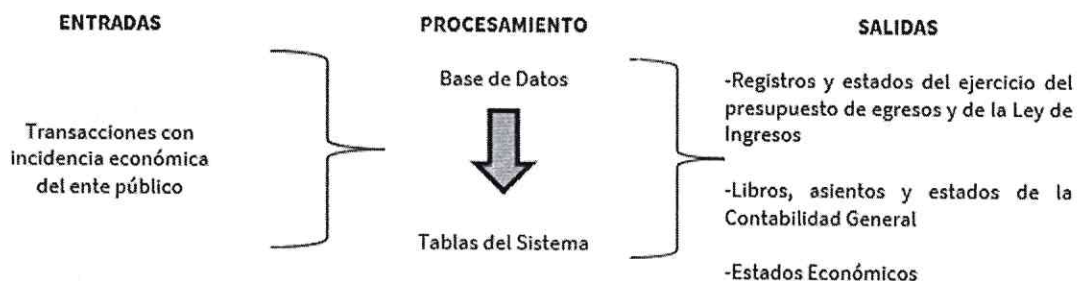 ENTRADAS
Transacciones con
incidencia económica
del ente público
PROCESAMIENTO
Base de Datos
Tablas del Sistema
SALIDAS
-Registros y estados del ejercicio del
presupuesto de egresos y de la Ley de
Ingresos
-Libros, asientos y estados de la
Contabilidad General
-Estados Económicos